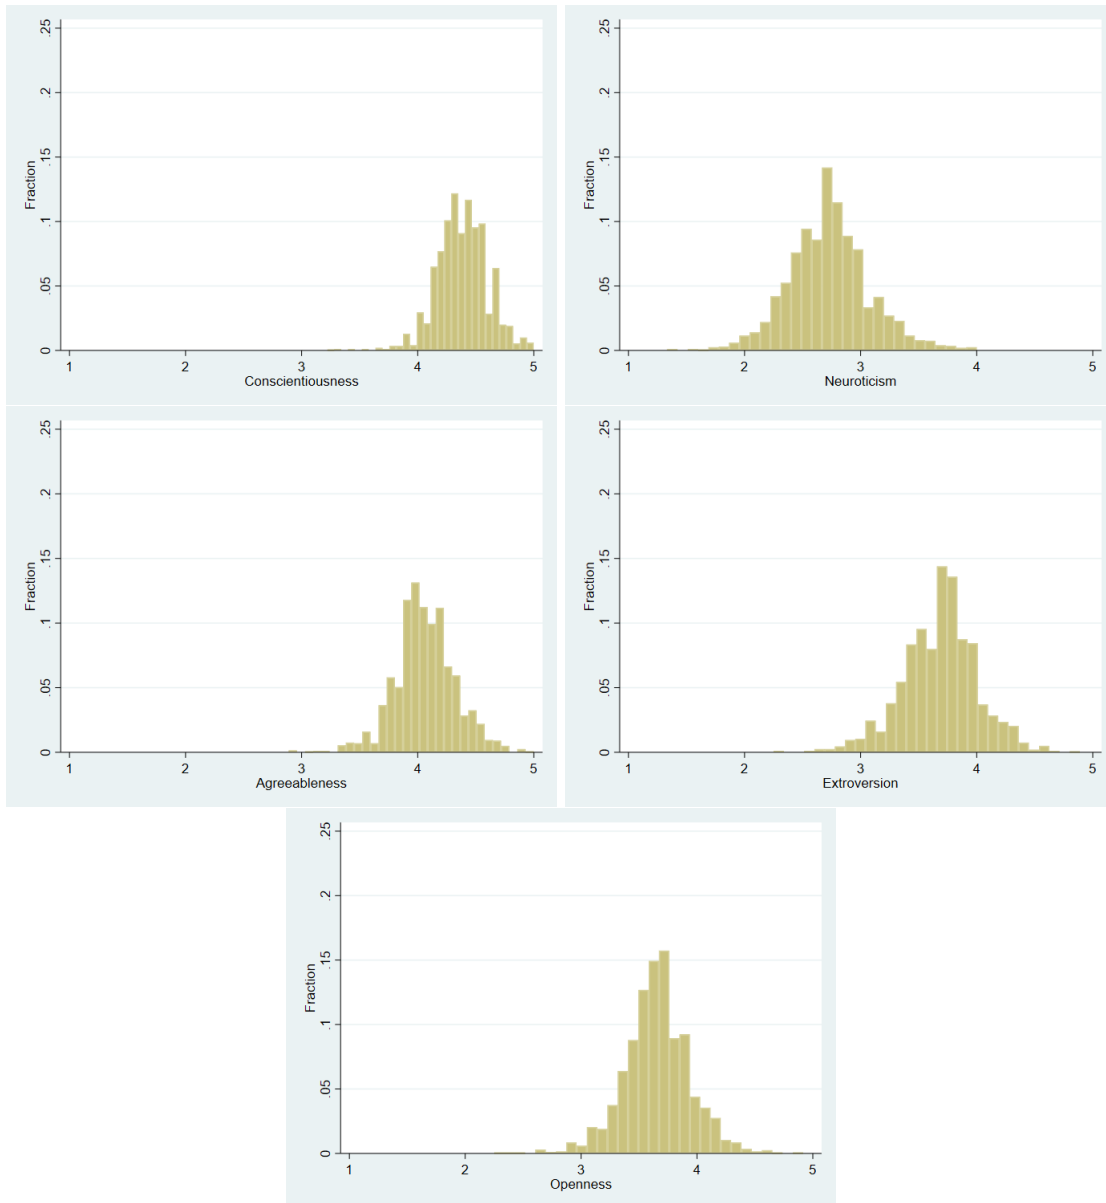 .25
.2
.15
.1
.05
0
Fraction
1 2 3 4 5
Conscientiousness
.25
.2
.15
.1
.05
0
Fraction
1 2 3 4 5
Neuroticism
.25
.2
.15
.1
.05
0
Fraction
1 2 3 4 5
Agreeableness
.25
.2
.15
.1
.05
0
Fraction
1 2 3 4 5
Extroversion
.25
.2
.15
.1
.05
0
Fraction
1 2 3 4 5
Openness